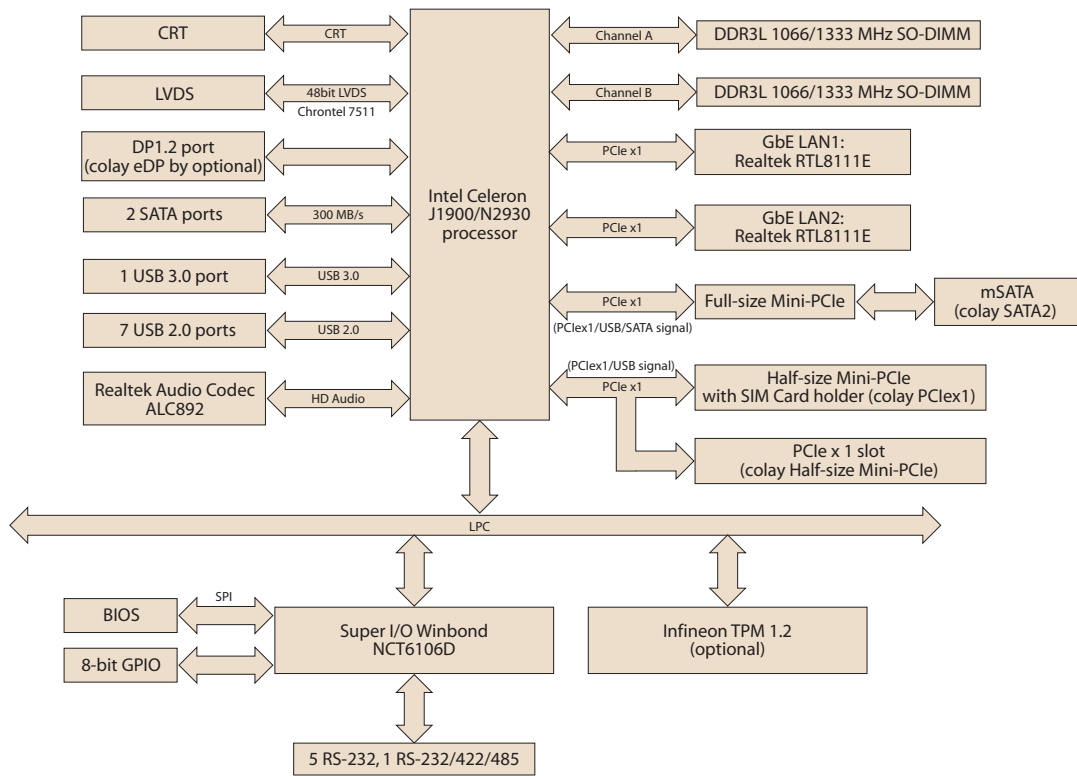 CRT
CRT
LVDS
48bit LVDS
Chrontel 7511
DP1.2 port
(colay eDP by optional)
2 SATA ports
300 MB/s
1 USB 3.0 port
USB 3.0
7 USB 2.0 ports
USB 2.0
Realtek Audio Codec
ALC892
HD Audio
Intel Celeron
J1900/N2930
processor
Channel A
DDR3L 1066/1333 MHz SO-DIMM
Channel B
DDR3L 1066/1333 MHz SO-DIMM
PCIe x1
GbE LAN1:
Realtek RTL8111E
PCIe x1
GbE LAN2:
Realtek RTL8111E
PCIe x1
(PCIex1/USB/SATA signal)
Full-size Mini-PCIe
mSATA
(colay SATA2)
(PCIex1/USB signal)
PCIe x1
Half-size Mini-PCIe
with SIM Card holder (colay PCIex1)
PCIe x 1 slot
(colay Half-size Mini-PCIe)
LPC
BIOS
SPI
8-bit GPIO
Super I/O Winbond
NCT6106D
Infineon TPM 1.2
(optional)
5 RS-232, 1 RS-232/422/485